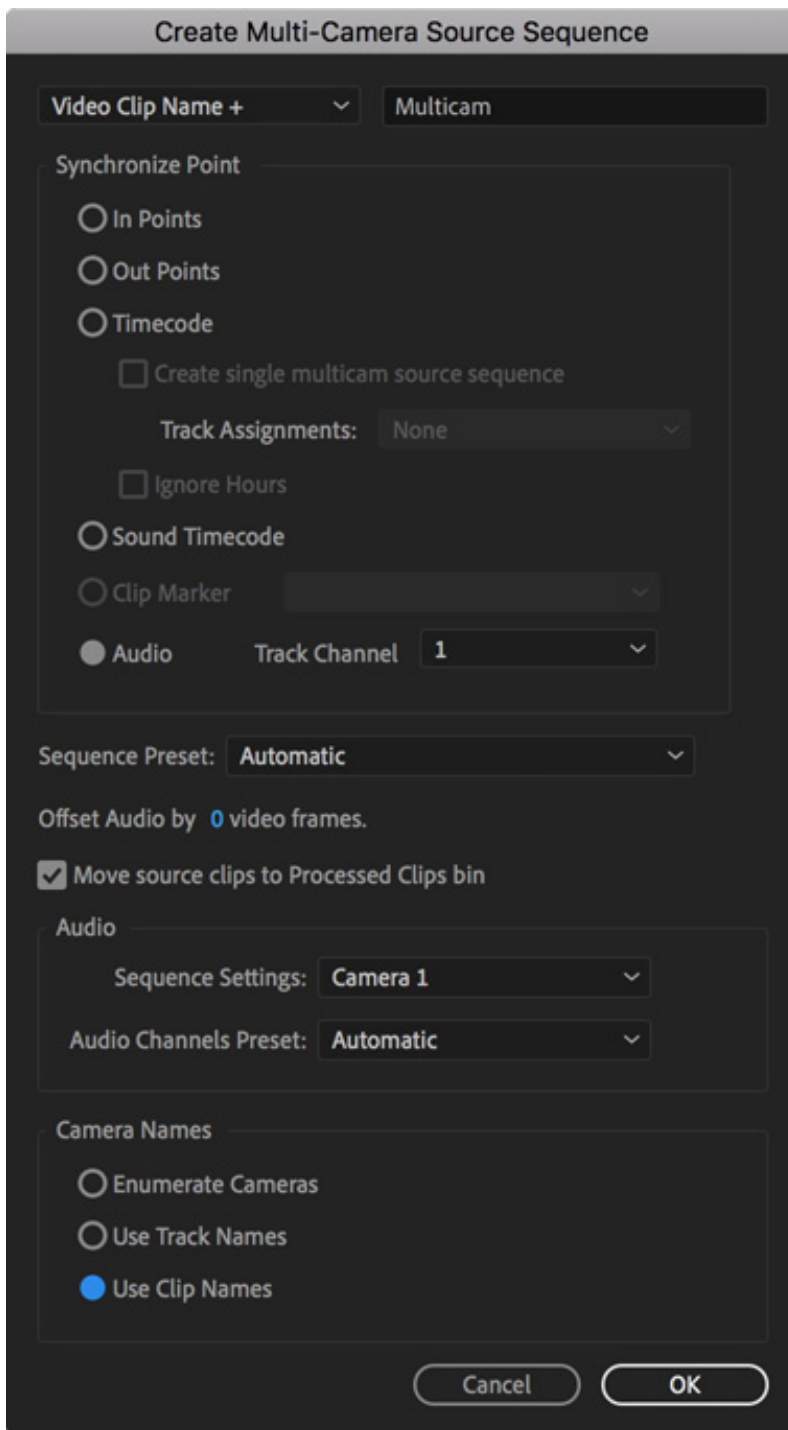 Create Multi-Camera Source Sequence
Video Clip Name + Multicam
Synchronize Point
In Points
Out Points
Timecode
Create single multicam source sequence
Track Assignments: None
Ignore Hours
Sound Timecode
Clip Marker
Audio Track Channel 1
Sequence Preset: Automatic
Offset Audio by 0 video frames.
Move source clips to Processed Clips bin
Audio
Sequence Settings: Camera 1
Audio Channels Preset: Automatic
Camera Names
Enumerate Cameras
Use Track Names
Use Clip Names
Cancel OK